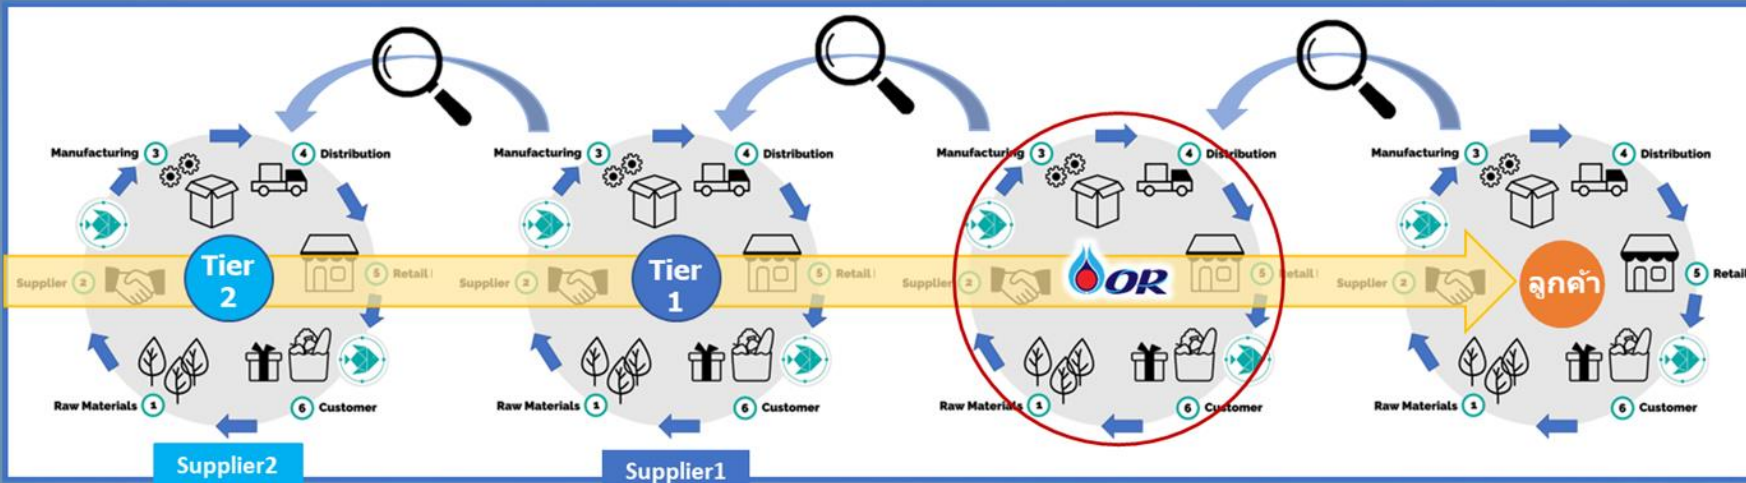 Manufacturing 3
4 Distribution
Supplier 2
Tier
2
5 Retail
Raw Materials 1
6 Customer
Supplier2
Manufacturing 3
4 Distribution
Supplier 2
Tier
1
5 Retail
Raw Materials 1
6 Customer
Supplier1
Manufacturing 3
4 Distribution
Supplier 2
OR
5 Retail
Raw Materials 1
6 Customer
Manufacturing 3
4 Distribution
Supplier 2
ลูกค้า
5 Retail
Raw Materials 1
6 Customer